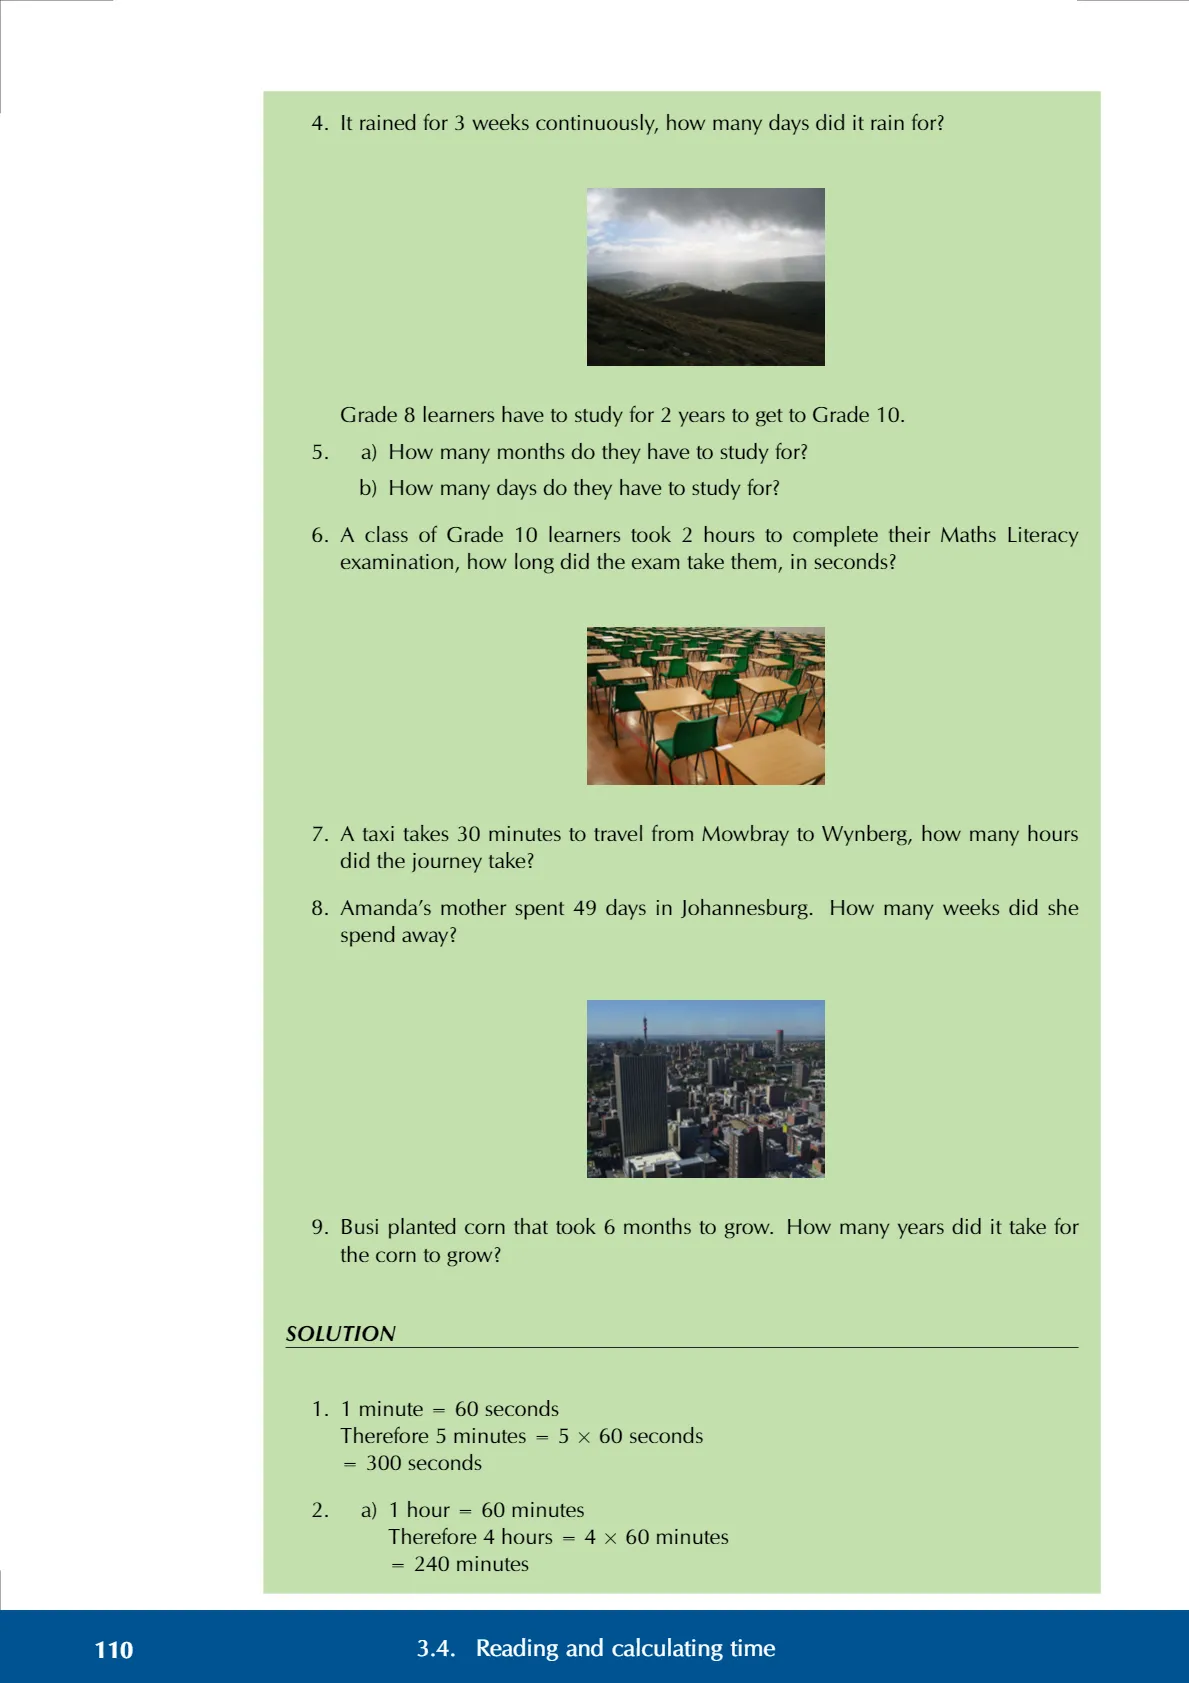 4. It rained for 3 weeks continuously, how many days did it rain for?
Grade 8 learners have to study for 2 years to get to Grade 10.
5. a) How many months do they have to study for?
b) How many days do they have to study for?
6. A class of Grade 10 learners took 2 hours to complete their Maths Literacy
examination, how long did the exam take them, in seconds?
7. A taxi takes 30 minutes to travel from Mowbray to Wynberg, how many hours
did the journey take?
8. Amanda’s mother spent 49 days in Johannesburg. How many weeks did she
spend away?
9. Busi planted corn that took 6 months to grow. How many years did it take for
the corn to grow?
SOLUTION
1. 1 minute = 60 seconds
Therefore 5 minutes = 5 × 60 seconds
= 300 seconds
2. a) 1 hour = 60 minutes
Therefore 4 hours = 4 × 60 minutes
= 240 minutes
110 3.4. Reading and calculating time